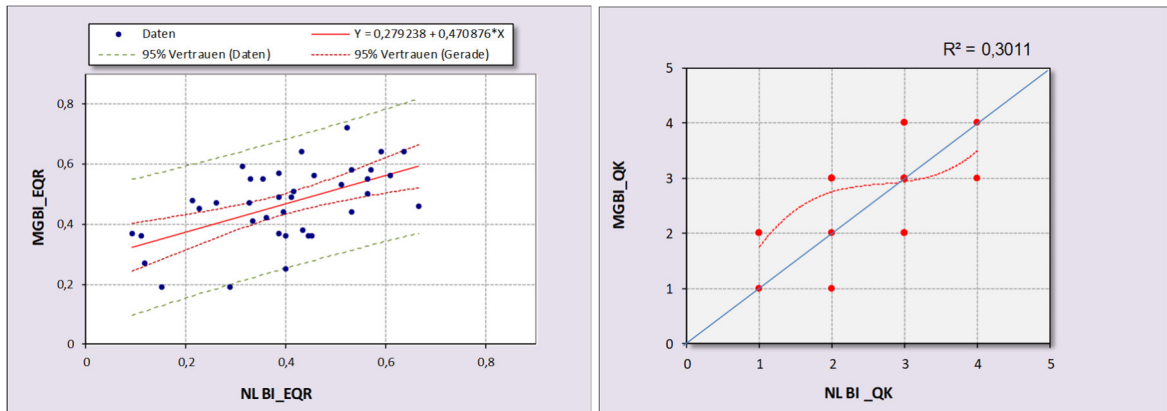 Daten
Y = 0,279238 + 0,470876*X
95% Vertrauen (Daten)
95% Vertrauen (Gerade)
0,8
0,6
0,4
0,2
0
0
0,2
0,4
0,6
0,8
MGBI_EQR
NL BI_EQR
R² = 0,3011
5
4
3
2
1
0
0
1
2
3
4
5
MGBI_QK
NL BI _QK